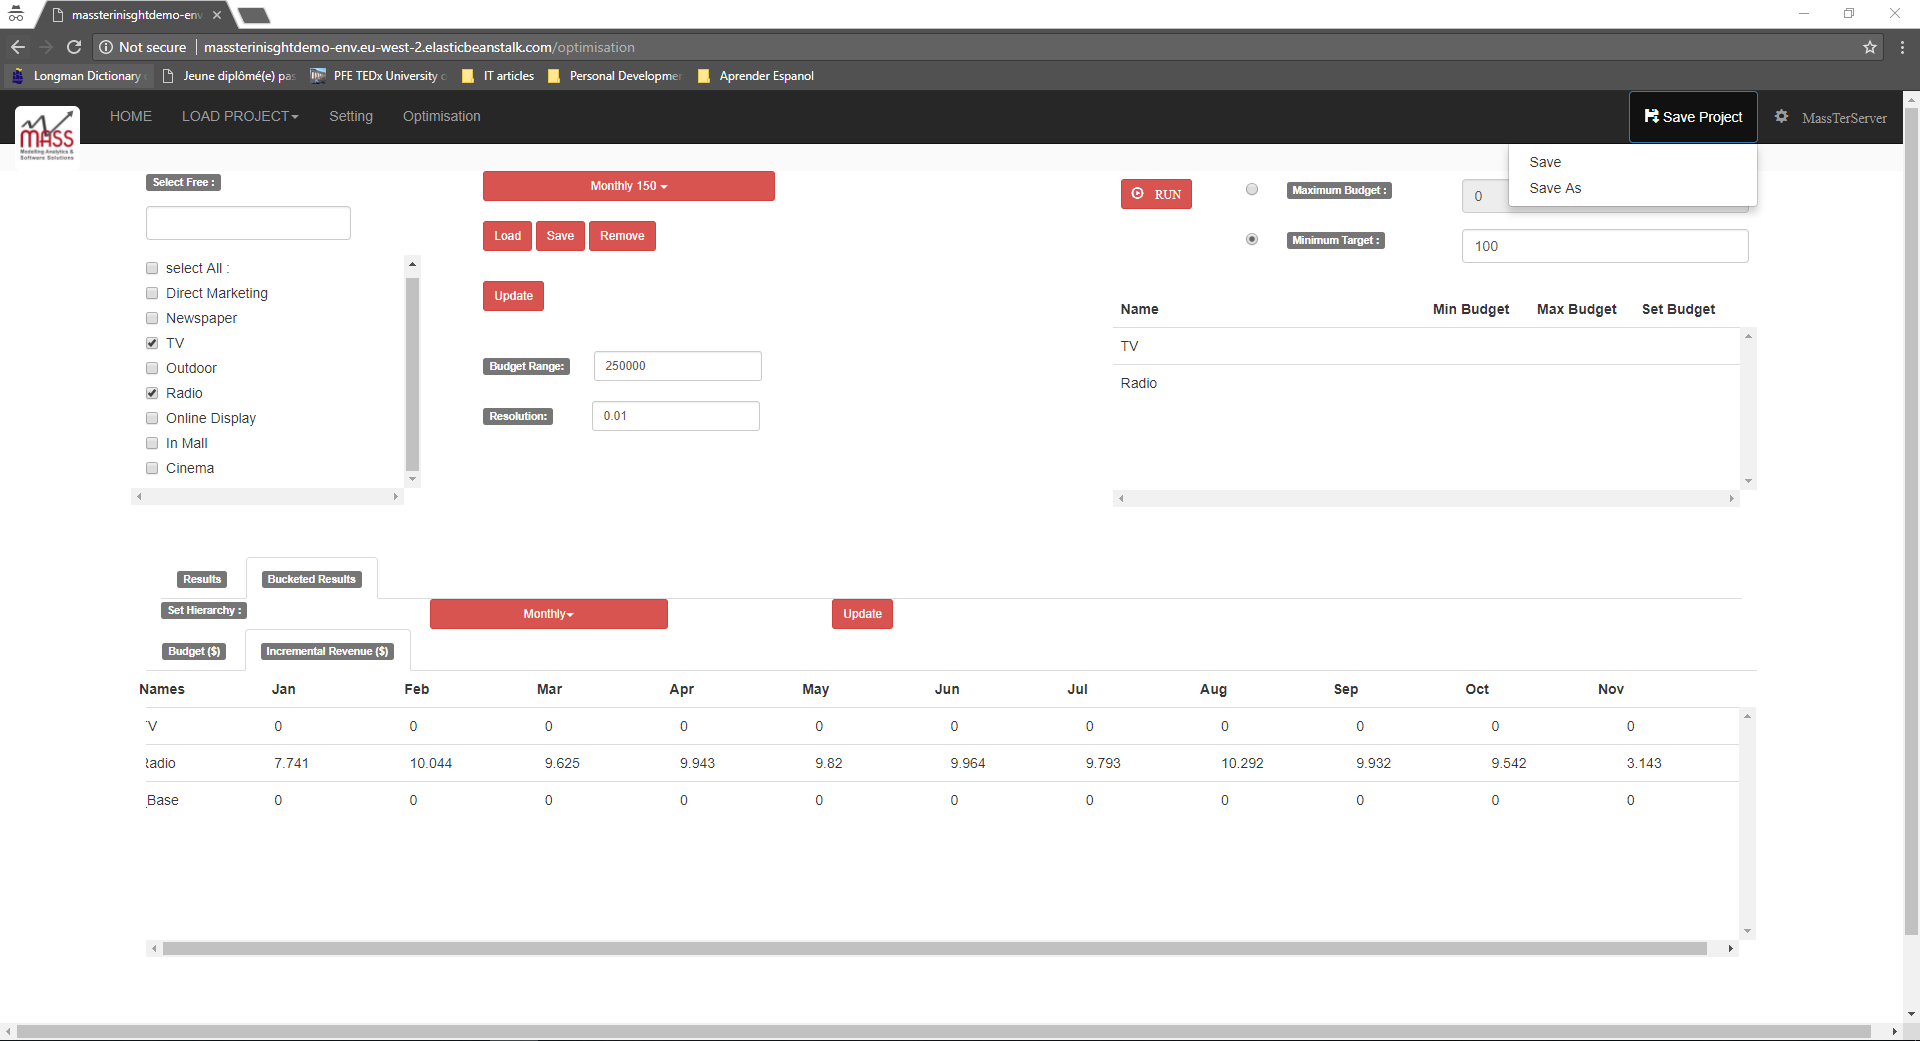 massterinisghtdemo-env
Not secure massterinisghtdemo-env.eu-west-2.elasticbeanstalk.com/optimisation
Longman Dictionary Jeune diplômé(e) pas PFE TEDx University o IT articles Personal Developme Aprender Espanol
MASS
Modelling Analytics &
Software Solutions
HOME LOAD PROJECT Setting Optimisation Save Project MassTerServer
Save
Save As
Select Free :
Monthly 150
RUN Maximum Budget : 0
Load Save Remove
Minimum Target : 100
select All :
Direct Marketing
Newspaper
TV
Outdoor
Radio
Online Display
In Mall
Cinema
Update
Budget Range: 250000
Resolution: 0.01
Name Min Budget Max Budget Set Budget
TV
Radio
Results Bucketed Results
Set Hierarchy : Monthly Update
Budget ($) Incremental Revenue ($)
Names Jan Feb Mar Apr May Jun Jul Aug Sep Oct Nov
TV 0 0 0 0 0 0 0 0 0 0 0
Radio 7.741 10.044 9.625 9.943 9.82 9.964 9.793 10.292 9.932 9.542 3.143
_Base 0 0 0 0 0 0 0 0 0 0 0